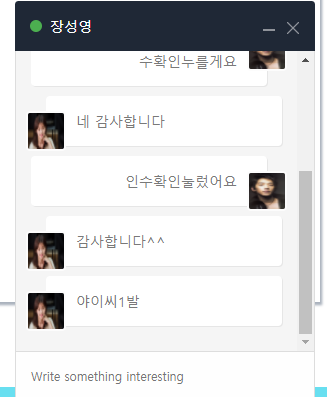 장성영
수확인누를게요
네 감사합니다
인수확인눌렀어요
감사합니다^^
야이씨1발
Write something interesting